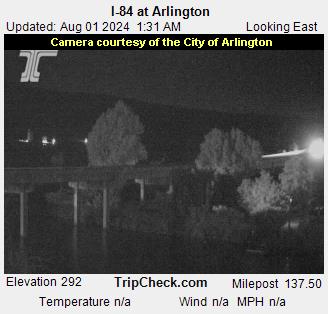 I-84 at Arlington
Updated: Aug 01 2024 1:31 AM Looking East
Camera courtesy of the City of Arlington
Elevation 292 TripCheck.com Milepost 137.50
Temperature n/a Wind n/a MPH n/a